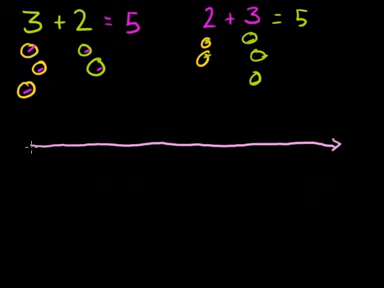 3 + 2 = 5
2 + 3 = 5